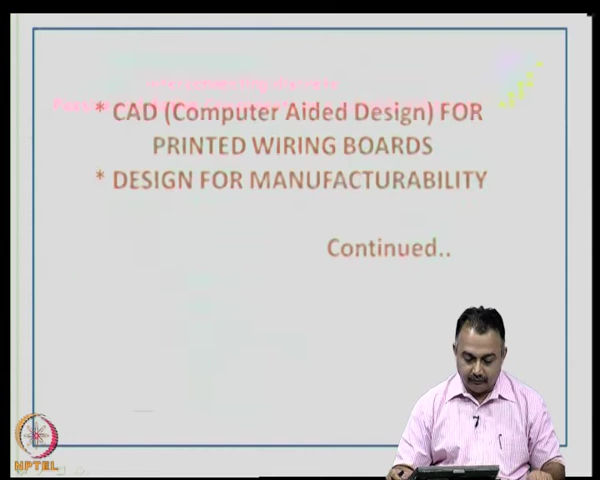 * CAD (Computer Aided Design) FOR
PRINTED WIRING BOARDS
* DESIGN FOR MANUFACTURABILITY
Continued..
NPTEL